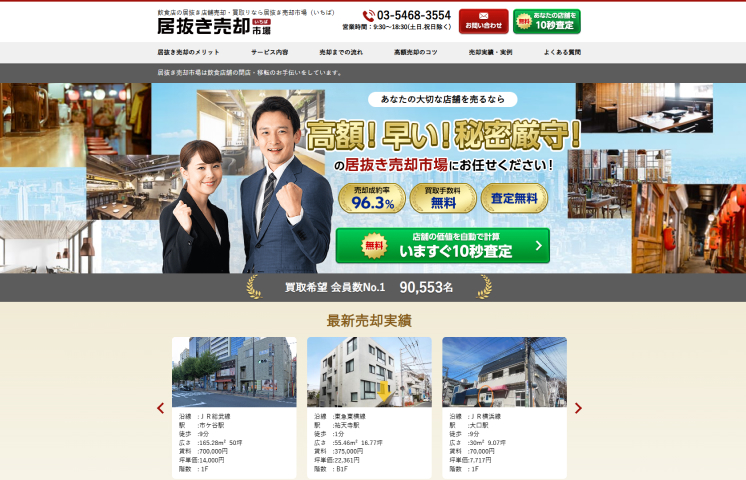 飲食店の居抜き店舗売却・買取りなら居抜き売却市場（いちば）
居抜き売却 いちば 市場
03-5468-3554
営業時間：9:30〜18:30(土日.祝日除く)
お問い合わせ
無料 あなたの店舗を
10秒査定
居抜き売却のメリット サービス内容 売却までの流れ 高額売却のコツ 売却実績・実例 よくある質問
居抜き売却市場は飲食店舗の閉店・移転のお手伝いをしています。
あなたの大切な店舗を売るなら
高額！早い！秘密厳守！
の居抜き売却市場にお任せください！
売却成約率
96.3%
買取手数料
無料
査定無料
無料
店舗の価値を自動で計算
いますぐ10秒査定
買取希望 会員数No.1 90,553名
最新売却実績
沿線 :ＪＲ総武線
駅 :市ケ谷駅
徒歩 :9分
広さ :165.28m² 50坪
賃料 :700,000円
坪単価:14,000円
階数 : 1F
沿線 :東急東横線
駅 :祐天寺駅
徒歩 :1分
広さ :55.46m² 16.77坪
賃料 :375,000円
坪単価:22,361円
階数 : B1F
沿線 :ＪＲ横浜線
駅 :大口駅
徒歩 :9分
広さ :30m² 9.07坪
賃料 :70,000円
坪単価:7,717円
階数 : 1F